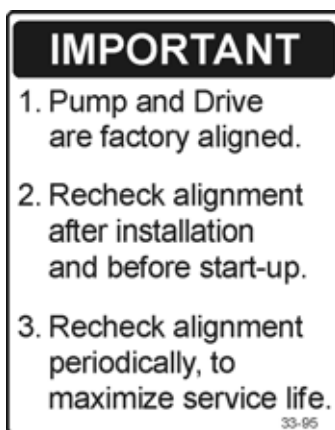 IMPORTANT
1. Pump and Drive
are factory aligned.
2. Recheck alignment
after installation
and before start-up.
3. Recheck alignment
periodically, to
maximize service life.
33-95